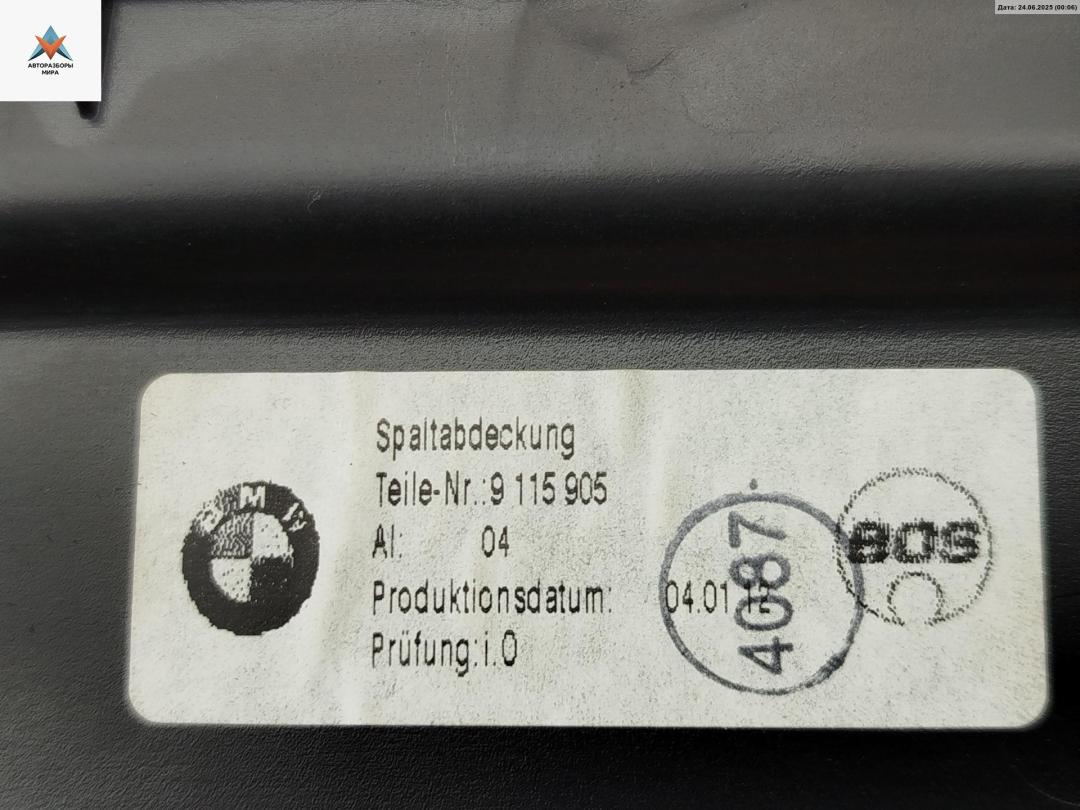 Дата: 24.06.2025 (00:06)
АВТОРАЗБОРЫ
МИРА
Spaltabdeckung
Teile-Nr.:9 115 905
AI: 04
Produktionsdatum: 04.01
Prüfung:i.O
BMW
4087
BOS